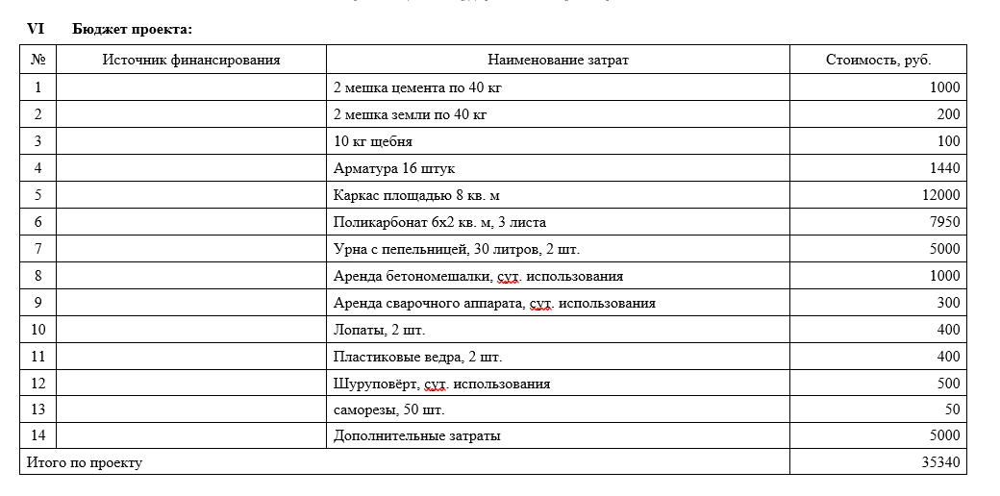 VI Бюджет проекта:
№ Источник финансирования Наименование затрат Стоимость, руб.
1 2 мешка цемента по 40 кг 1000
2 2 мешка земли по 40 кг 200
3 10 кг щебня 100
4 Арматура 16 штук 1440
5 Каркас площадью 8 кв. м 12000
6 Поликарбонат 6х2 кв. м, 3 листа 7950
7 Урна с пепельницей, 30 литров, 2 шт. 5000
8 Аренда бетономешалки, сут. использования 1000
9 Аренда сварочного аппарата, сут. использования 300
10 Лопаты, 2 шт. 400
11 Пластиковые ведра, 2 шт. 400
12 Шуруповёрт, сут. использования 500
13 саморезы, 50 шт. 50
14 Дополнительные затраты 5000
Итого по проекту 35340